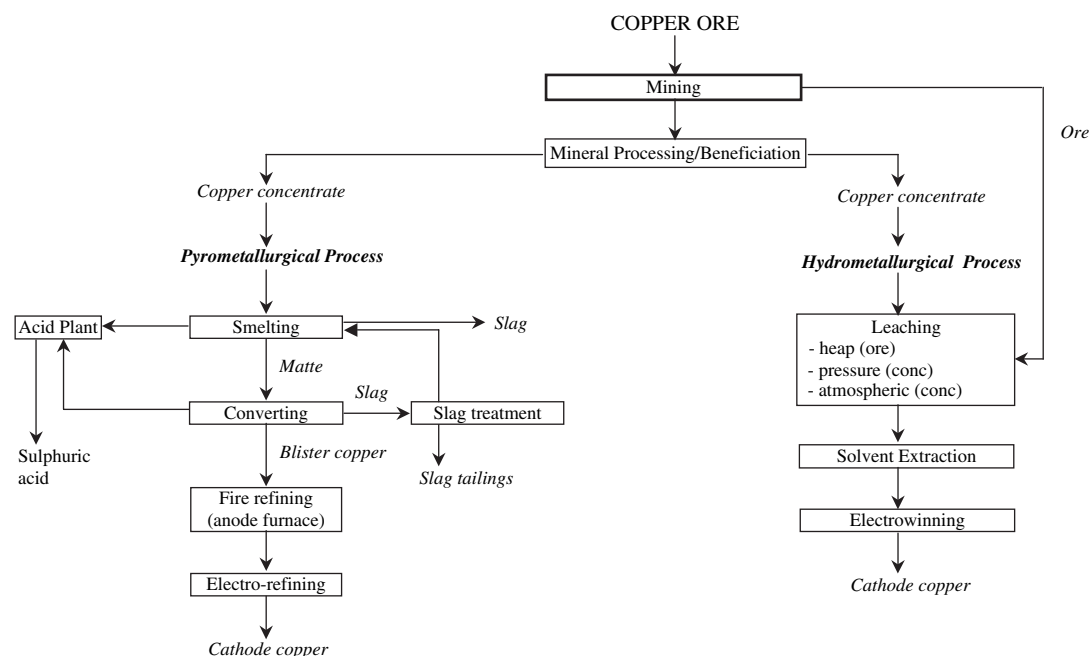 COPPER ORE
Mining
Ore
Mineral Processing/Beneficiation
Copper concentrate
Copper concentrate
Pyrometallurgical Process
Hydrometallurgical Process
Acid Plant
Smelting
Slag
Leaching
- heap (ore)
- pressure (conc)
- atmospheric (conc)
Matte
Slag
Converting
Slag treatment
Sulphuric
acid
Blister copper
Slag tailings
Solvent Extraction
Fire refining
(anode furnace)
Electrowinning
Electro-refining
Cathode copper
Cathode copper